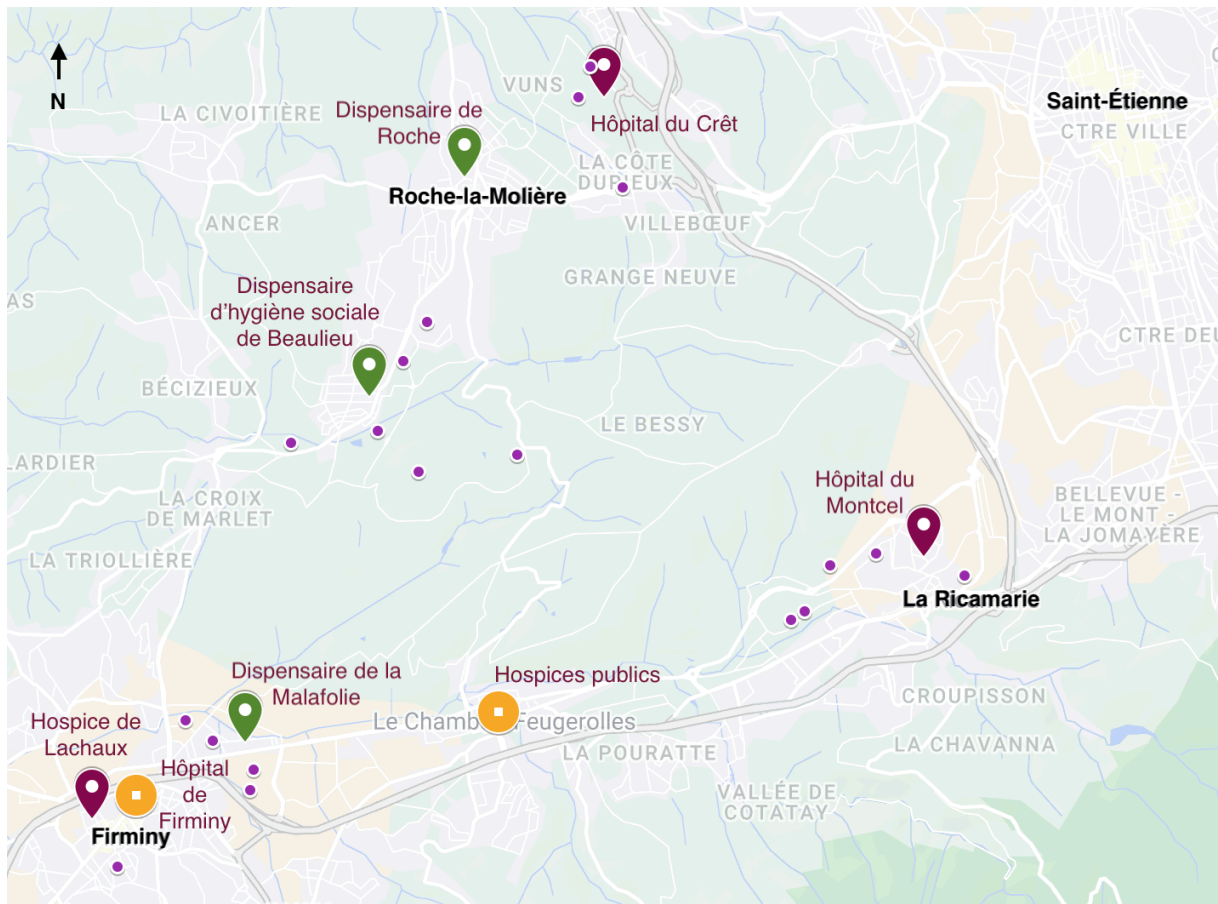 N
VUNS
LA CIVOITIÈRE
Dispensaire de
Roche
Hôpital du Crêt
Saint-Étienne
CTRE VILLE
LA CÔTE
DURIEUX
Roche-la-Molière
ANCER
VILLEBŒUF
GRANGE NEUVE
Dispensaire
d'hygiène sociale
de Beaulieu
AS
CTRE DEU
BÉCIZIEUX
LE BESSY
LARDIER
LA CROIX
DE MARLET
Hôpital du
Montcel
BELLEVUE -
LE MONT -
LA JOMAYÈRE
LA TRIOLLIÈRE
La Ricamarie
Dispensaire de la
Malafolie
Hospices publics
CROUPISSON
Hospice de
Lachaux
Le Chamb Feugerolles
LA POURATTE
LA CHAVANNA
Hôpital
de
Firminy
VALLÉE DE
COTATAY
Firminy